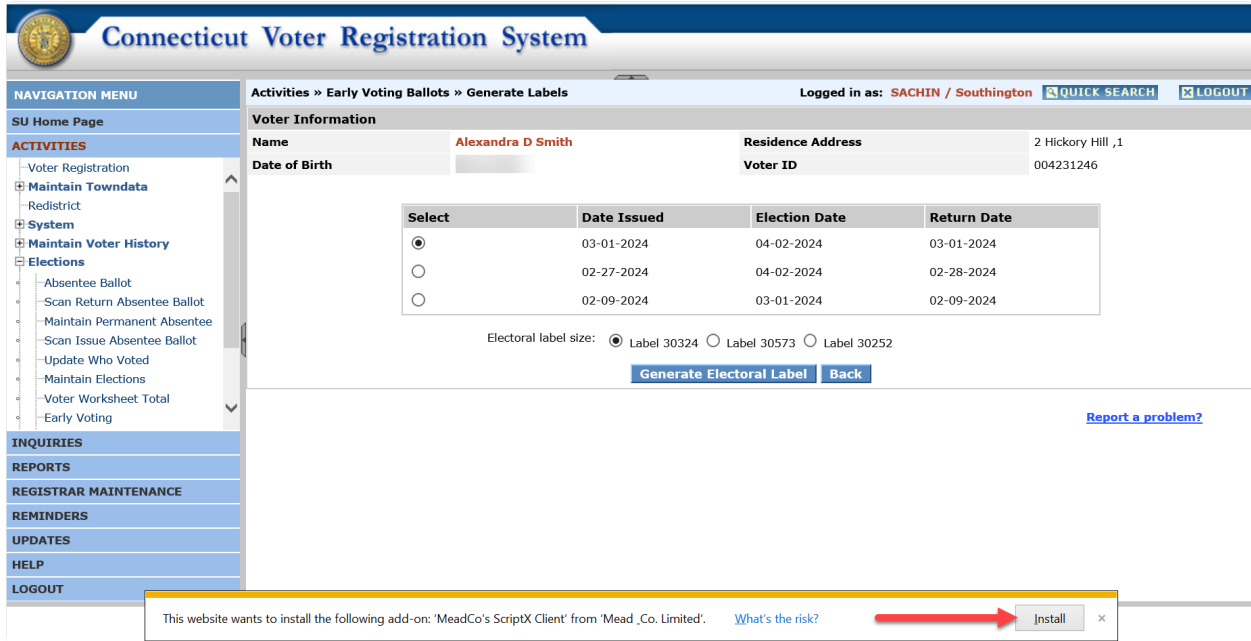 Connecticut Voter Registration System
NAVIGATION MENU
SU Home Page
ACTIVITIES
Voter Registration
Maintain Towndata
Redistrict
System
Maintain Voter History
Elections
Absentee Ballot
Scan Return Absentee Ballot
Maintain Permanent Absentee
Scan Issue Absentee Ballot
Update Who Voted
Maintain Elections
Voter Worksheet Total
Early Voting
INQUIRIES
REPORTS
REGISTRAR MAINTENANCE
REMINDERS
UPDATES
HELP
LOGOUT
Activities » Early Voting Ballots » Generate Labels Logged in as: SACHIN / Southington QUICK SEARCH LOGOUT
Voter Information
Name Alexandra D Smith Residence Address 2 Hickory Hill ,1
Date of Birth Voter ID 004231246
Select Date Issued Election Date Return Date
03-01-2024 04-02-2024 03-01-2024
02-27-2024 04-02-2024 02-28-2024
02-09-2024 03-01-2024 02-09-2024
Electoral label size: Label 30324 Label 30573 Label 30252
Generate Electoral Label Back
Report a problem?
This website wants to install the following add-on: 'MeadCo's ScriptX Client' from 'Mead _Co. Limited'. What's the risk? Install ×